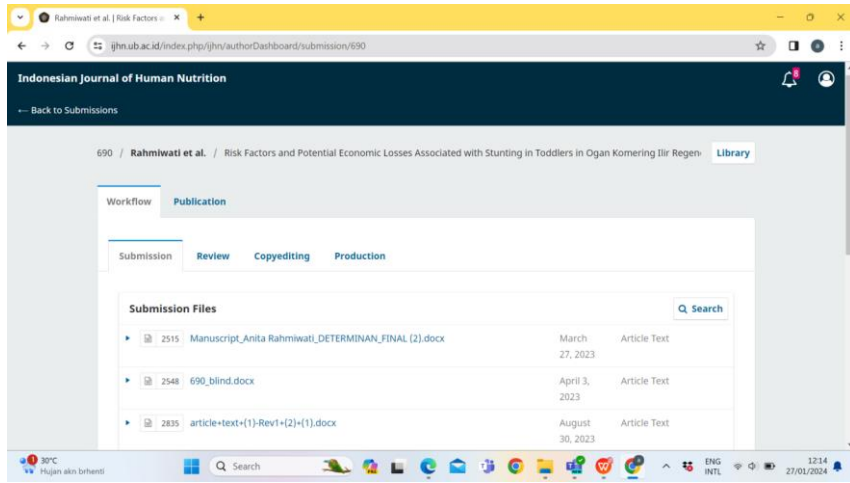 Rahmiwati et al. | Risk Factors
ijhn.ub.ac.id/index.php/ijhn/authorDashboard/submission/690
Indonesian Journal of Human Nutrition
8
← Back to Submissions
690 / Rahmiwati et al. / Risk Factors and Potential Economic Losses Associated with Stunting in Toddlers in Ogan Komering Ilir Regen
Library
Workflow Publication
Submission Review Copyediting Production
Submission Files
Search
2515 Manuscript_Anita Rahmiwati_DETERMINAN_FINAL (2).docx March 27, 2023 Article Text
2548 690_blind.docx April 3, 2023 Article Text
2835 article+text+(1)-Rev1+(2)+(1).docx August 30, 2023 Article Text
30°C
Hujan akn brhenti
Search
ENG
INTL
12:14
27/01/2024